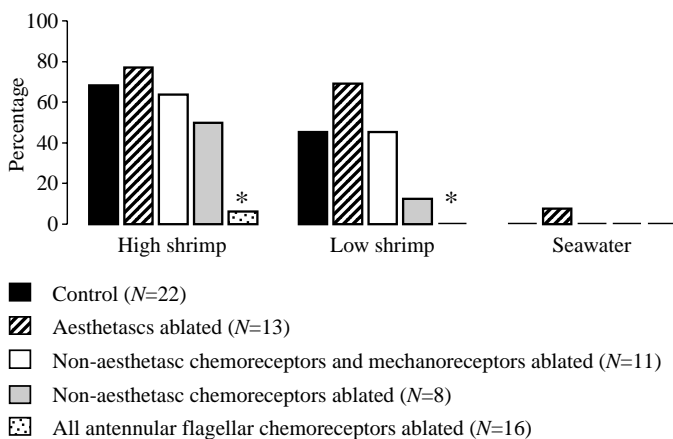 100
80
60
40
20
0
Percentage
*
*
High shrimp
Low shrimp
Seawater
Control (N=22)
Aesthetascs ablated (N=13)
Non-aesthetasc chemoreceptors and mechanoreceptors ablated (N=11)
Non-aesthetasc chemoreceptors ablated (N=8)
All antennular flagellar chemoreceptors ablated (N=16)